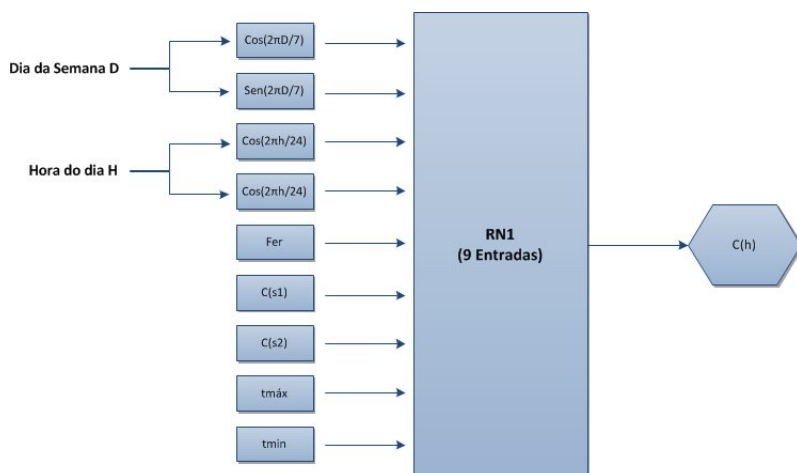 Dia da Semana D
Cos(2πD/7)
Sen(2πD/7)
Hora do dia H
Cos(2πh/24)
Cos(2πh/24)
Fer
C(s1)
C(s2)
tmáx
tmin
RN1
(9 Entradas)
C(h)